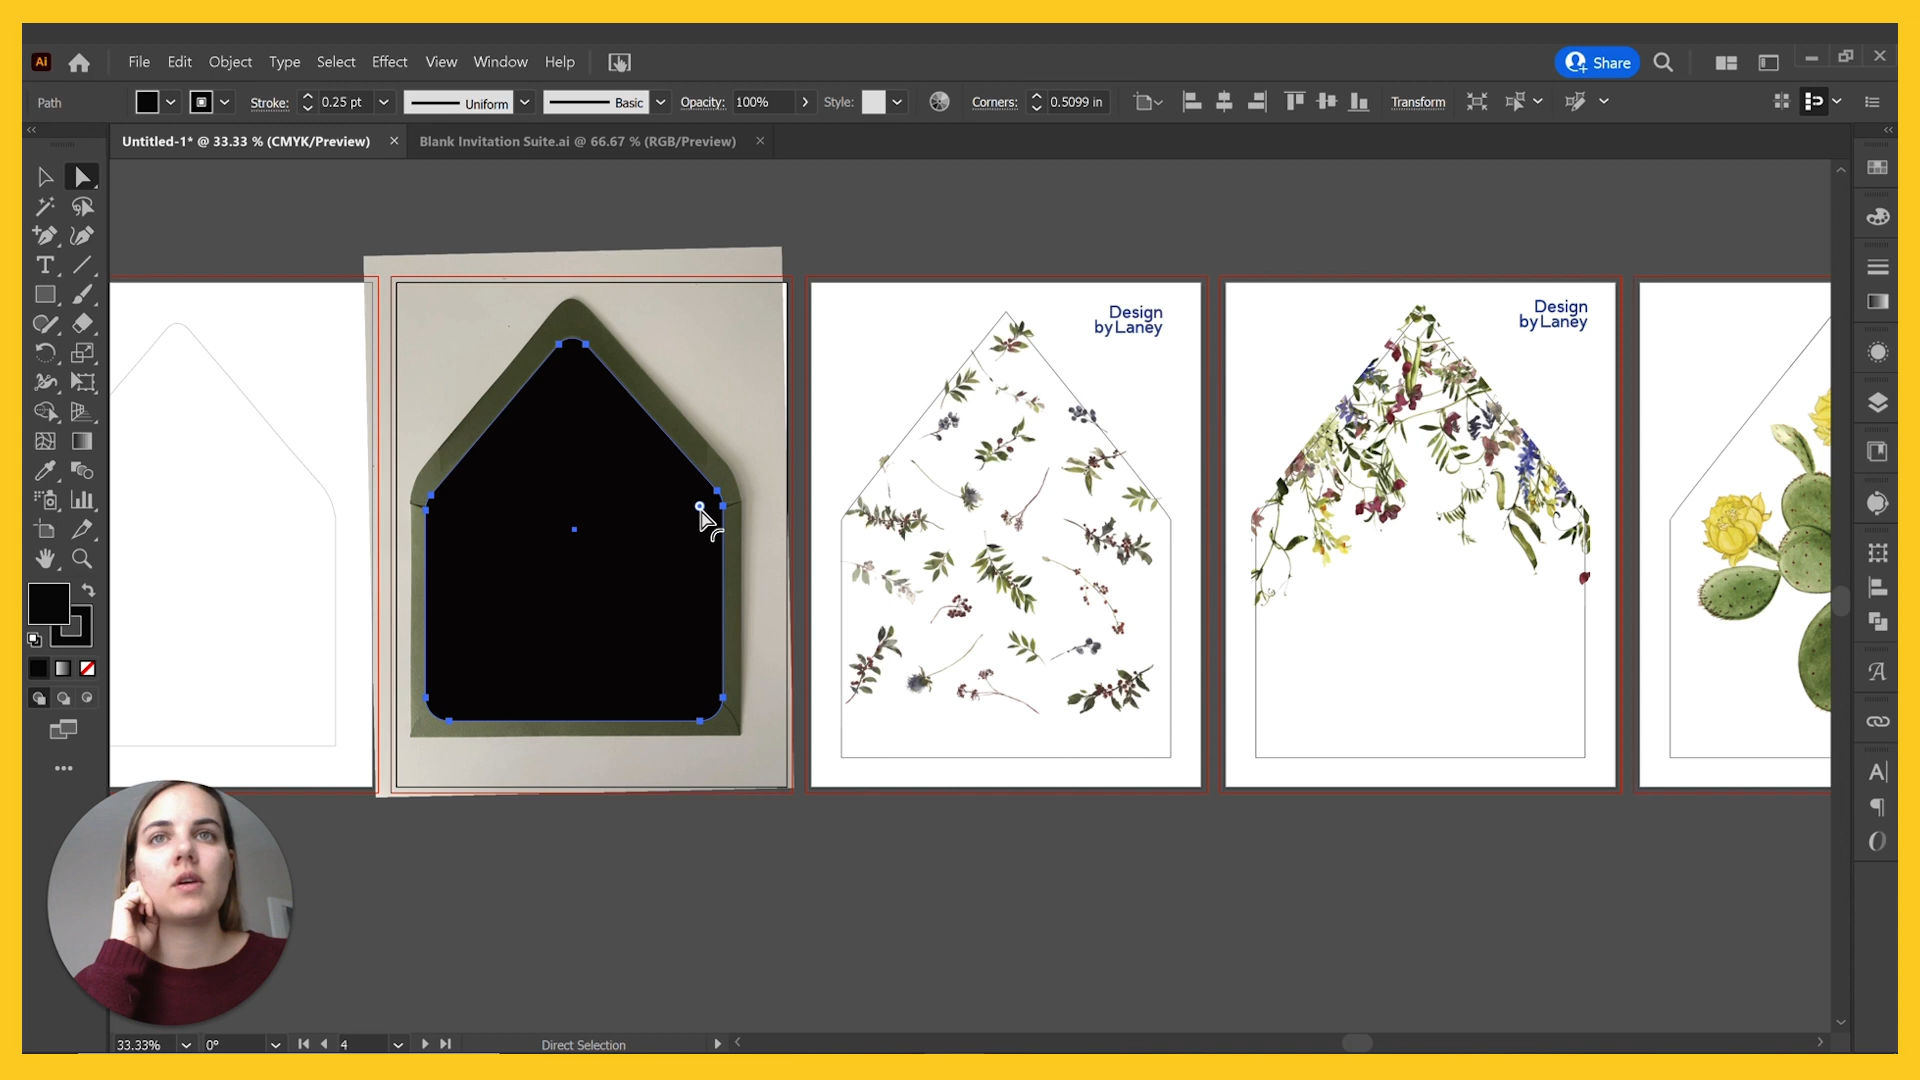 Ai File Edit Object Type Select Effect View Window Help Share
Path Stroke: 0.25 pt Uniform Basic Opacity: 100% Style: Corners: 0.5099 in Transform
Untitled-1* @ 33.33 % (CMYK/Preview) × Blank Invitation Suite.ai @ 66.67 % (RGB/Preview) ×
Design
by Laney
Design
by Laney
33.33% 0° 4 Direct Selection